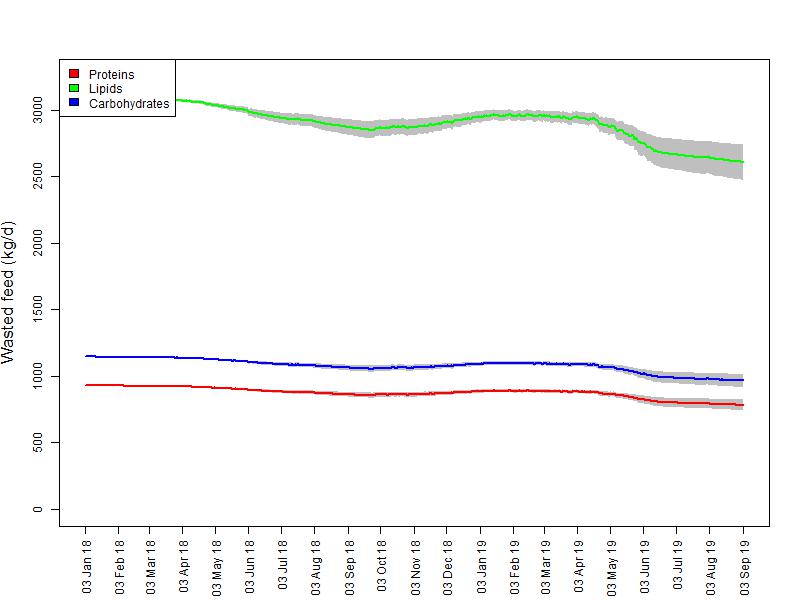 Proteins
Lipids
Carbohydrates
Wasted feed (kg/d)
3000
2500
2000
1500
1000
500
0
03 Jan 18
03 Feb 18
03 Mar 18
03 Apr 18
03 May 18
03 Jun 18
03 Jul 18
03 Aug 18
03 Sep 18
03 Oct 18
03 Nov 18
03 Dec 18
03 Jan 19
03 Feb 19
03 Mar 19
03 Apr 19
03 May 19
03 Jun 19
03 Jul 19
03 Aug 19
03 Sep 19